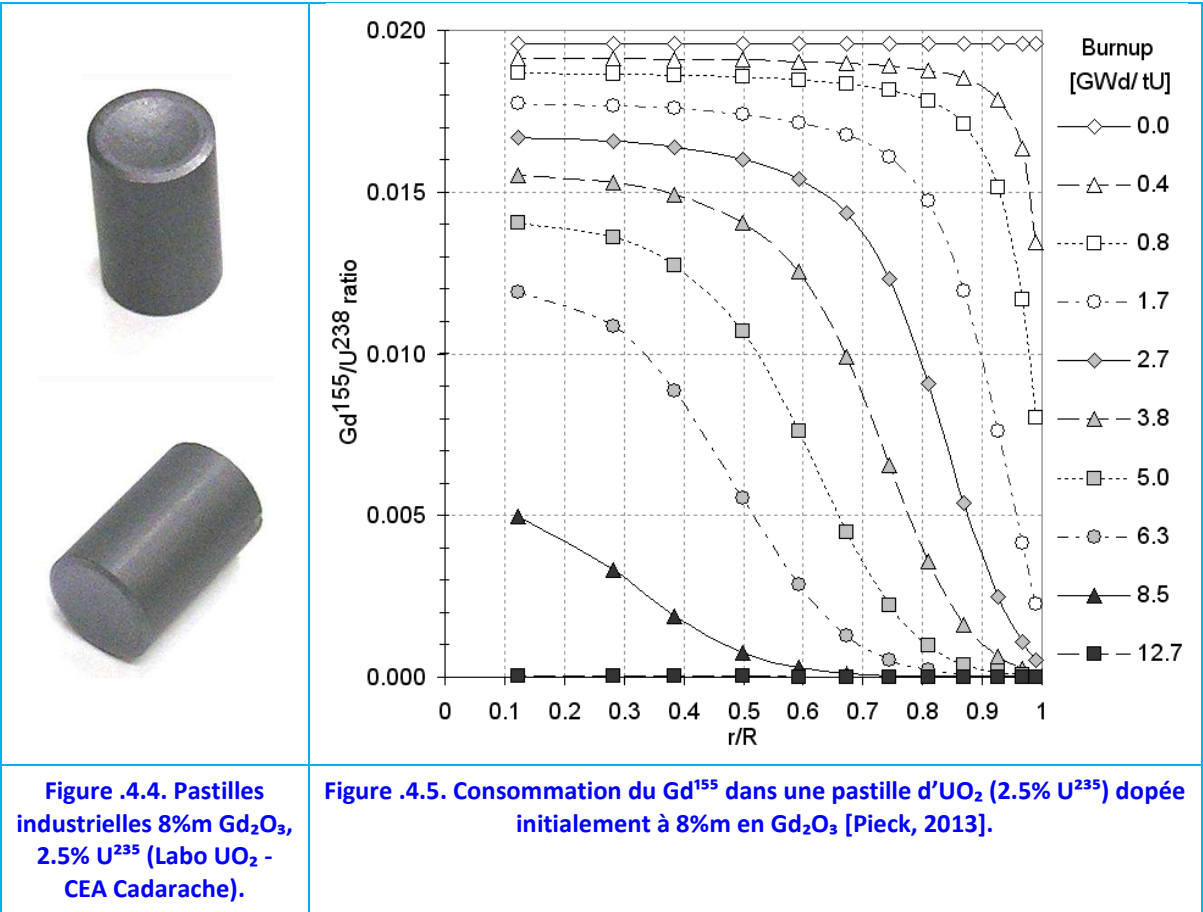 0.020
0.015
0.010
0.005
0.000
Gd¹⁵⁵/U²³⁸ ratio
0 0.1 0.2 0.3 0.4 0.5 0.6 0.7 0.8 0.9 1
r/R
Burnup
[GWd/ tU]
0.0
0.4
0.8
1.7
2.7
3.8
5.0
6.3
8.5
12.7
Figure .4.4. Pastilles
industrielles 8%m Gd₂O₃,
2.5% U²³⁵ (Labo UO₂ -
CEA Cadarache).
Figure .4.5. Consommation du Gd¹⁵⁵ dans une pastille d’UO₂ (2.5% U²³⁵) dopée
initialement à 8%m en Gd₂O₃ [Pieck, 2013].